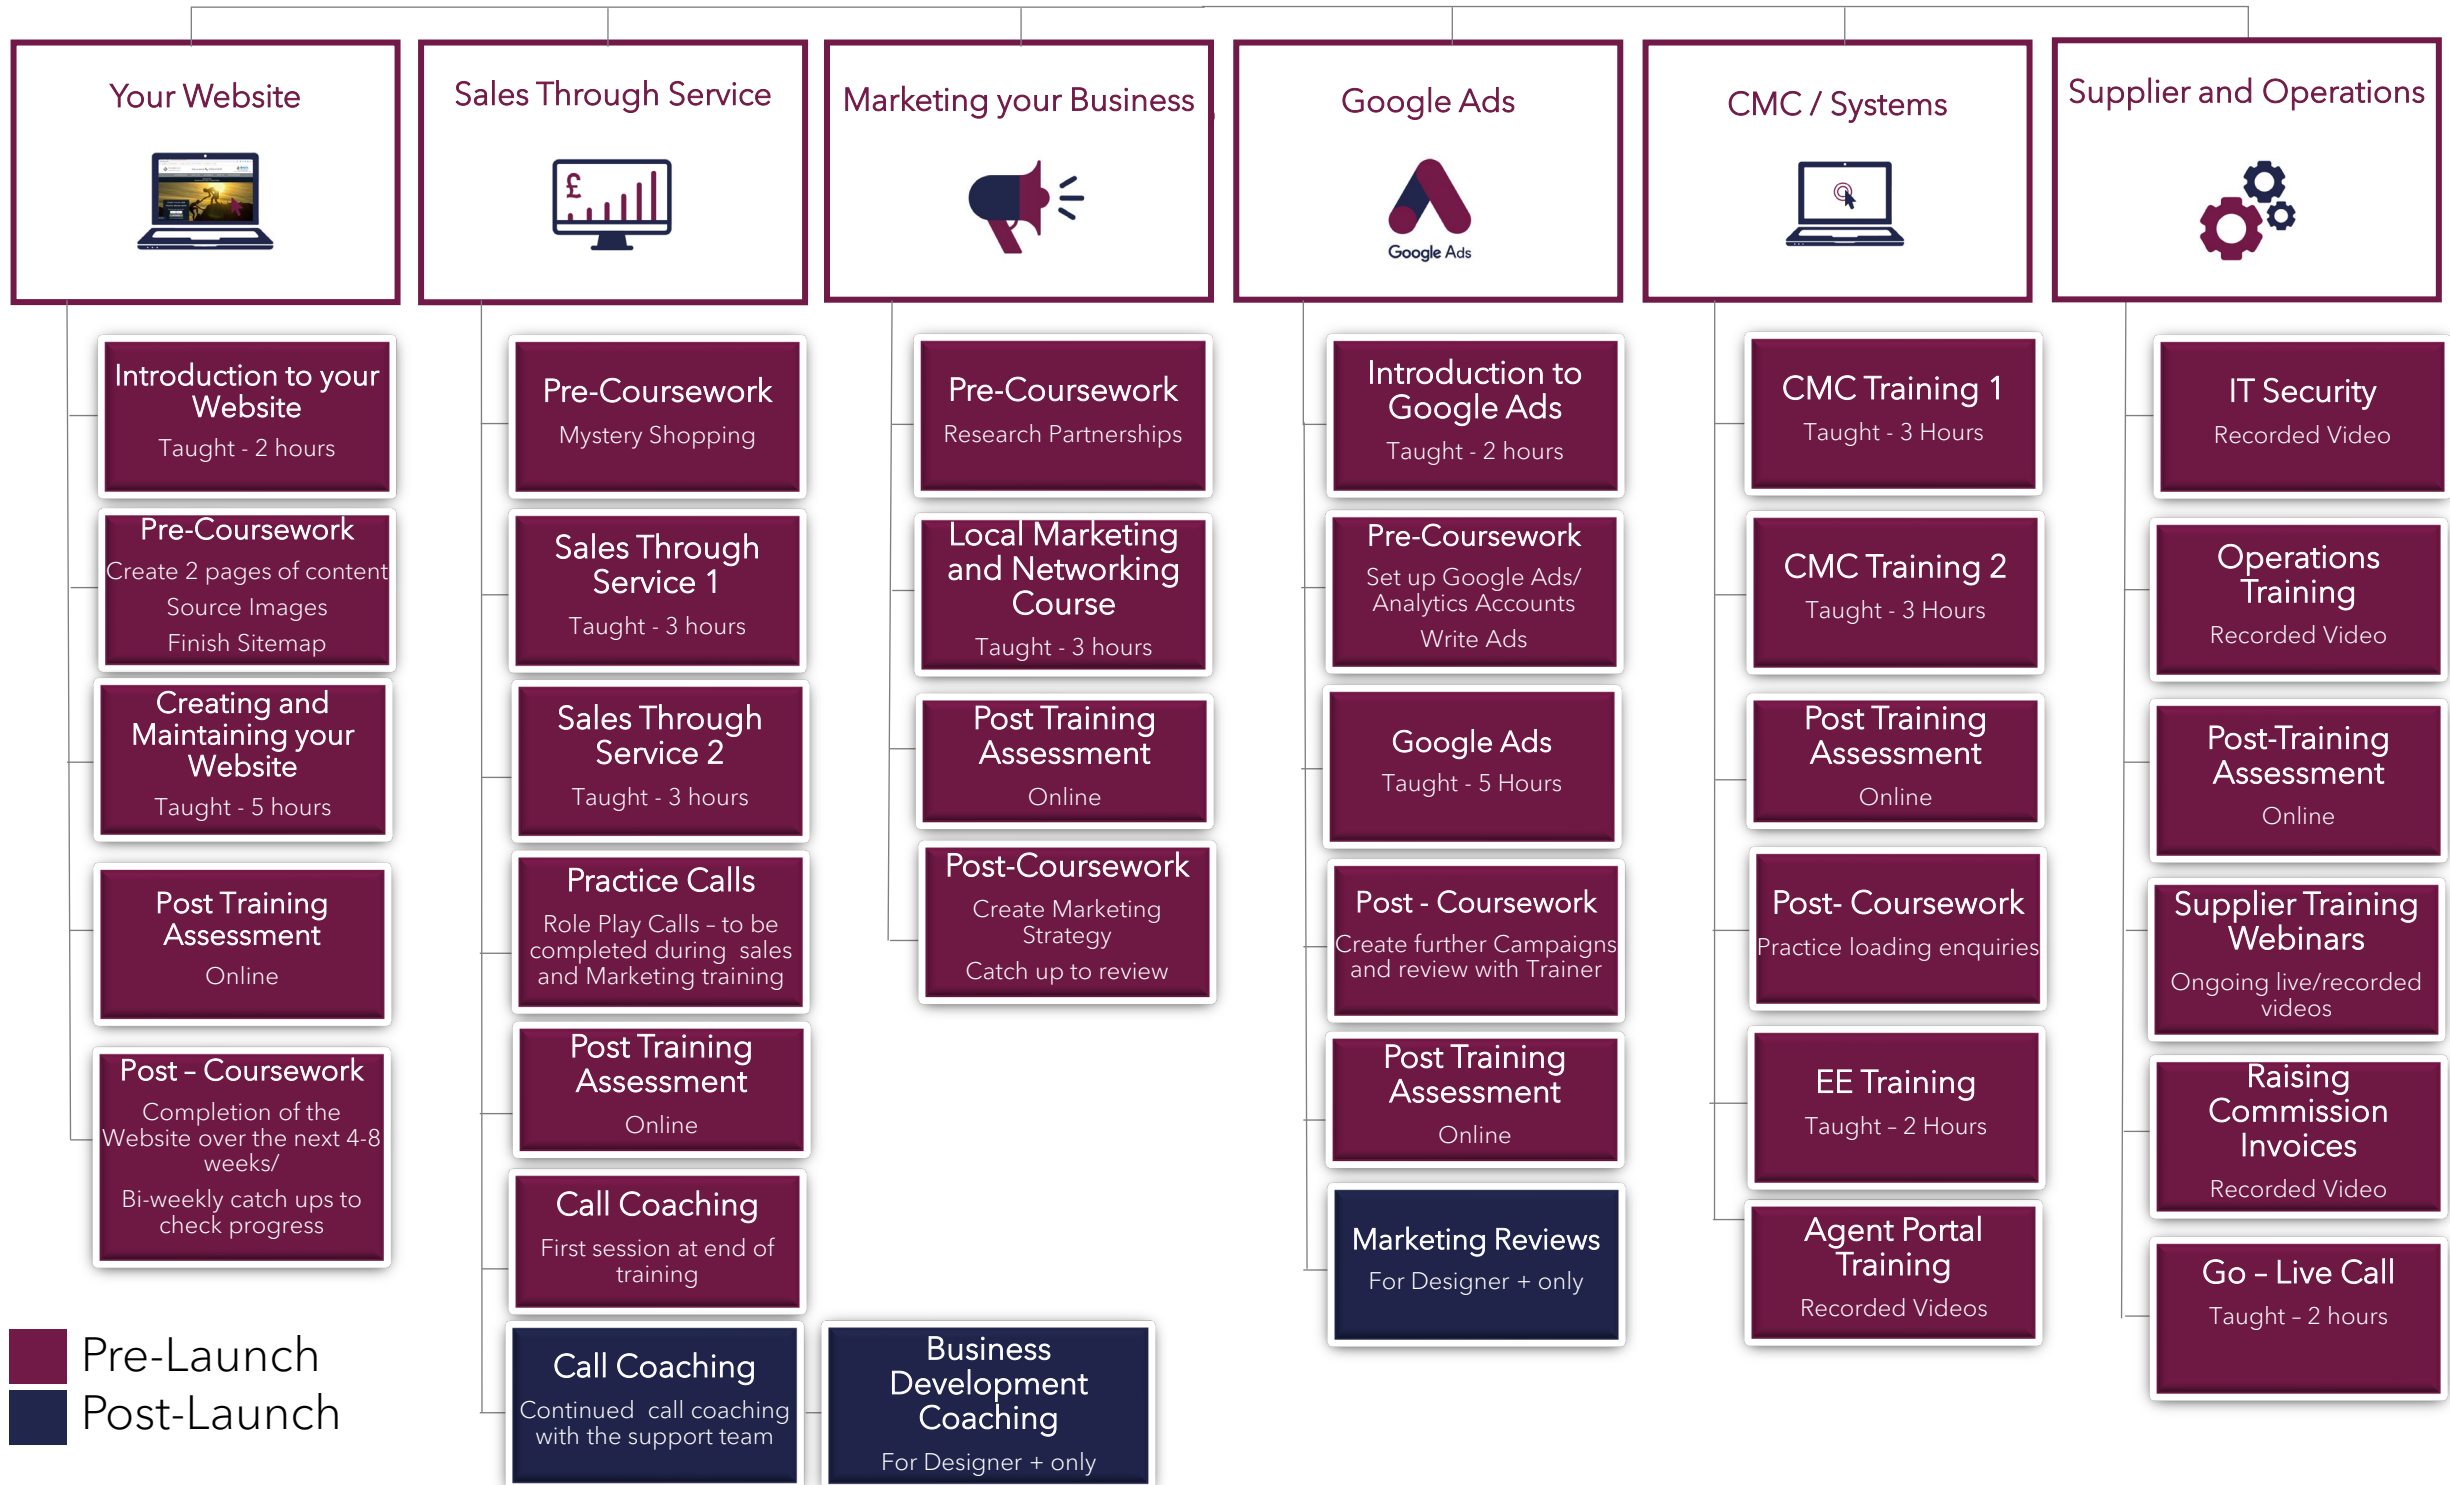 Your Website
Introduction to your
Website
Taught - 2 hours
Pre-Coursework
Create 2 pages of content
Source Images
Finish Sitemap
Creating and
Maintaining your
Website
Taught - 5 hours
Post Training
Assessment
Online
Post – Coursework
Completion of the
Website over the next 4-8
weeks/
Bi-weekly catch ups to
check progress
Sales Through Service
£
Pre-Coursework
Mystery Shopping
Sales Through
Service 1
Taught - 3 hours
Sales Through
Service 2
Taught - 3 hours
Practice Calls
Role Play Calls – to be
completed during  sales
and Marketing training
Post Training
Assessment
Online
Call Coaching
First session at end of
training
Call Coaching
Continued  call coaching
with the support team
Business
Development
Coaching
For Designer + only
Marketing your Business
Pre-Coursework
Research Partnerships
Local Marketing
and Networking
Course
Taught - 3 hours
Post Training
Assessment
Online
Post-Coursework
Create Marketing
Strategy
Catch up to review
Google Ads
Google Ads
Introduction to
Google Ads
Taught - 2 hours
Pre-Coursework
Set up Google Ads/
Analytics Accounts
Write Ads
Google Ads
Taught - 5 Hours
Post - Coursework
Create further Campaigns
and review with Trainer
Post Training
Assessment
Online
Marketing Reviews
For Designer + only
CMC / Systems
CMC Training 1
Taught - 3 Hours
CMC Training 2
Taught - 3 Hours
Post Training
Assessment
Online
Post- Coursework
Practice loading enquiries
EE Training
Taught – 2 Hours
Agent Portal
Training
Recorded Videos
Supplier and Operations
IT Security
Recorded Video
Operations
Training
Recorded Video
Post-Training
Assessment
Online
Supplier Training
Webinars
Ongoing live/recorded
videos
Raising
Commission
Invoices
Recorded Video
Go – Live Call
Taught – 2 hours
Pre-Launch
Post-Launch